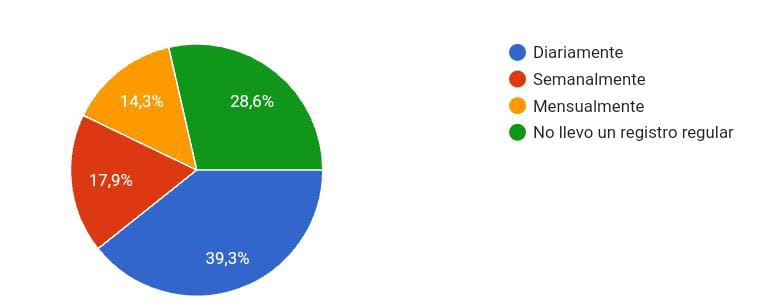 Diariamente
Semanalmente
Mensualmente
No llevo un registro regular
14,3%
28,6%
17,9%
39,3%